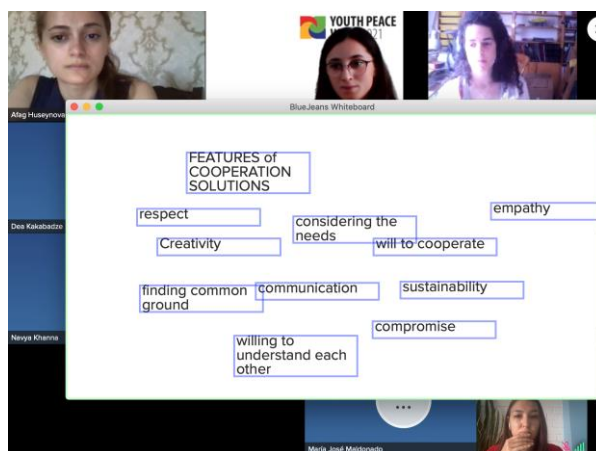 YOUTH PEACE
2021
Afag Huseynova
BlueJeans Whiteboard
FEATURES of
COOPERATION
SOLUTIONS
respect
considering the
needs
empathy
Creativity
will to cooperate
Dea Kakabadze
finding common
ground
communication
sustainability
compromise
willing to
understand each
other
Navya Khanna
María José Maldonado